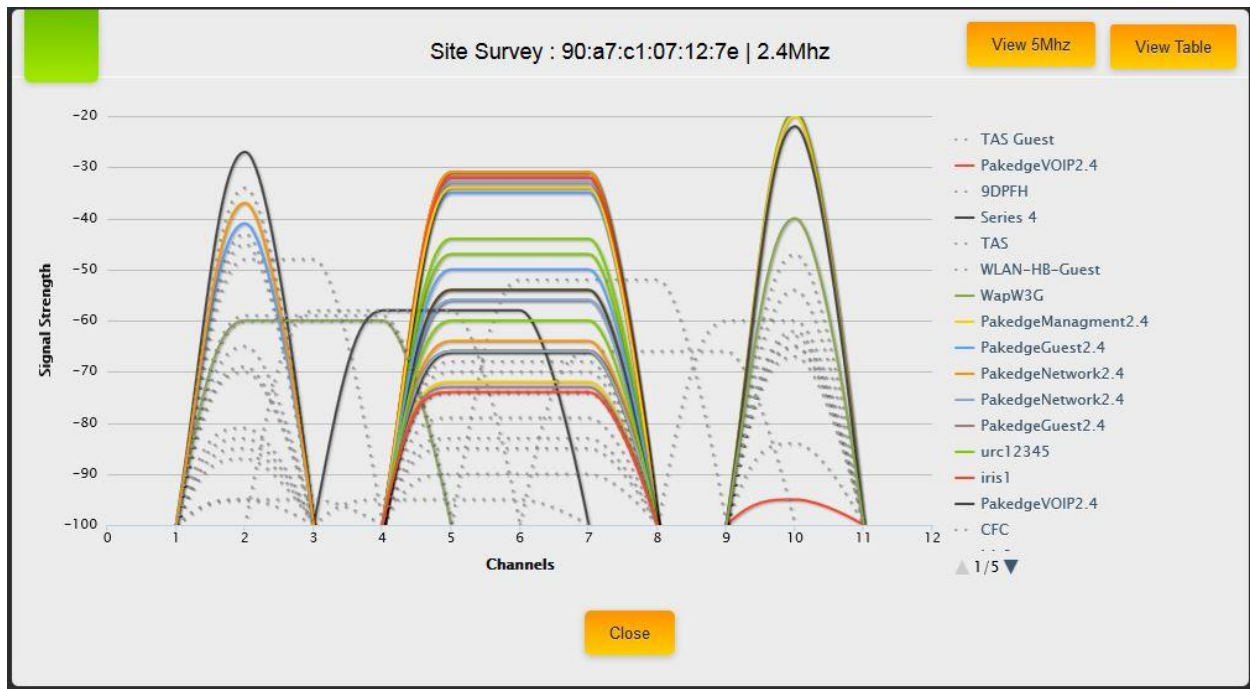 Site Survey : 90:a7:c1:07:12:7e | 2.4Mhz
View 5Mhz
View Table
Signal Strength
-20
-30
-40
-50
-60
-70
-80
-90
-100
0 1 2 3 4 5 6 7 8 9 10 11 12
Channels
TAS Guest
PakedgeVOIP2.4
9DPFH
Series 4
TAS
WLAN-HB-Guest
WapW3G
PakedgeManagment2.4
PakedgeGuest2.4
PakedgeNetwork2.4
PakedgeNetwork2.4
PakedgeGuest2.4
urc12345
iris1
PakedgeVOIP2.4
CFC
1/5
Close